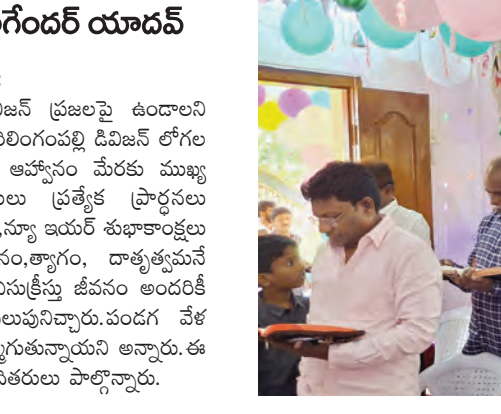 గేందర్ యాదవ్
:
విజన్ ప్రజలపై ఉండాలని
రిలింగంపల్లి డివిజన్ లోగల
ఆహ్వానం మేరకు ముఖ్య
లు ప్రత్యేక ప్రార్ధనలు
,న్యూ ఇయర్ శుభాకాంక్షలు
నం,త్యాగం, దాతృత్వమనే
సుక్రీస్తు జీవనం అందరికీ
లుపునిచ్చారు.పండగ వేళ
గుతున్నాయని అన్నారు.ఈ
తరులు పాల్గొన్నారు.